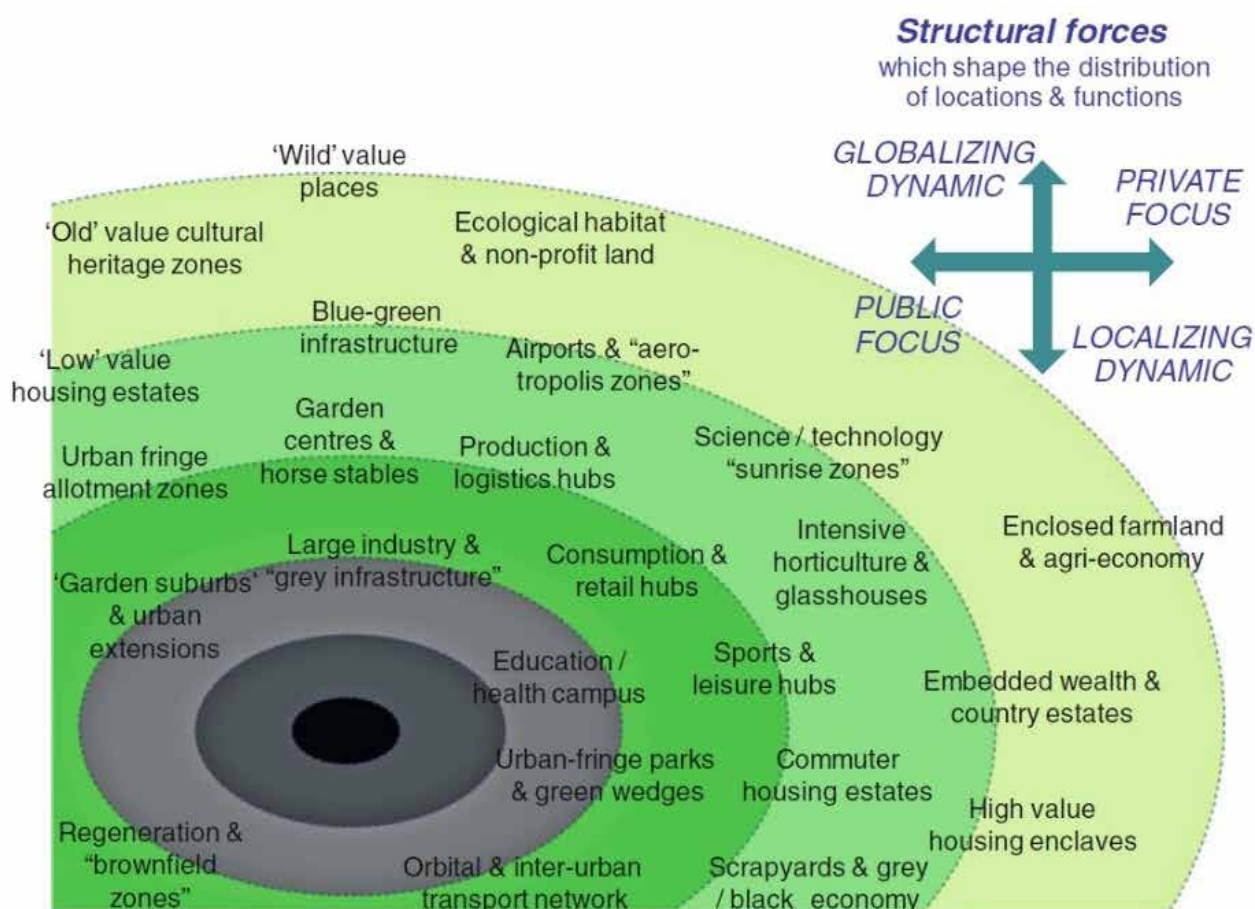 Structural forces
which shape the distribution
of locations & functions
GLOBALIZING
DYNAMIC
PRIVATE
FOCUS
PUBLIC
FOCUS
LOCALIZING
DYNAMIC
‘Wild’ value
places
‘Old’ value cultural
heritage zones
Ecological habitat
& non-profit land
Blue-green
infrastructure
Airports & “aero-
tropolis zones”
‘Low’ value
housing estates
Garden
centres &
horse stables
Production &
logistics hubs
Science / technology
“sunrise zones”
Urban fringe
allotment zones
Large industry &
“grey infrastructure”
Consumption &
retail hubs
Intensive
horticulture &
glasshouses
Enclosed farmland
& agri-economy
‘Garden suburbs‘
& urban
extensions
Education /
health campus
Sports &
leisure hubs
Embedded wealth &
country estates
Urban-fringe parks
& green wedges
Commuter
housing estates
High value
housing enclaves
Regeneration &
“brownfield
zones”
Orbital & inter-urban
transport network
Scrapyards & grey
/ black economy